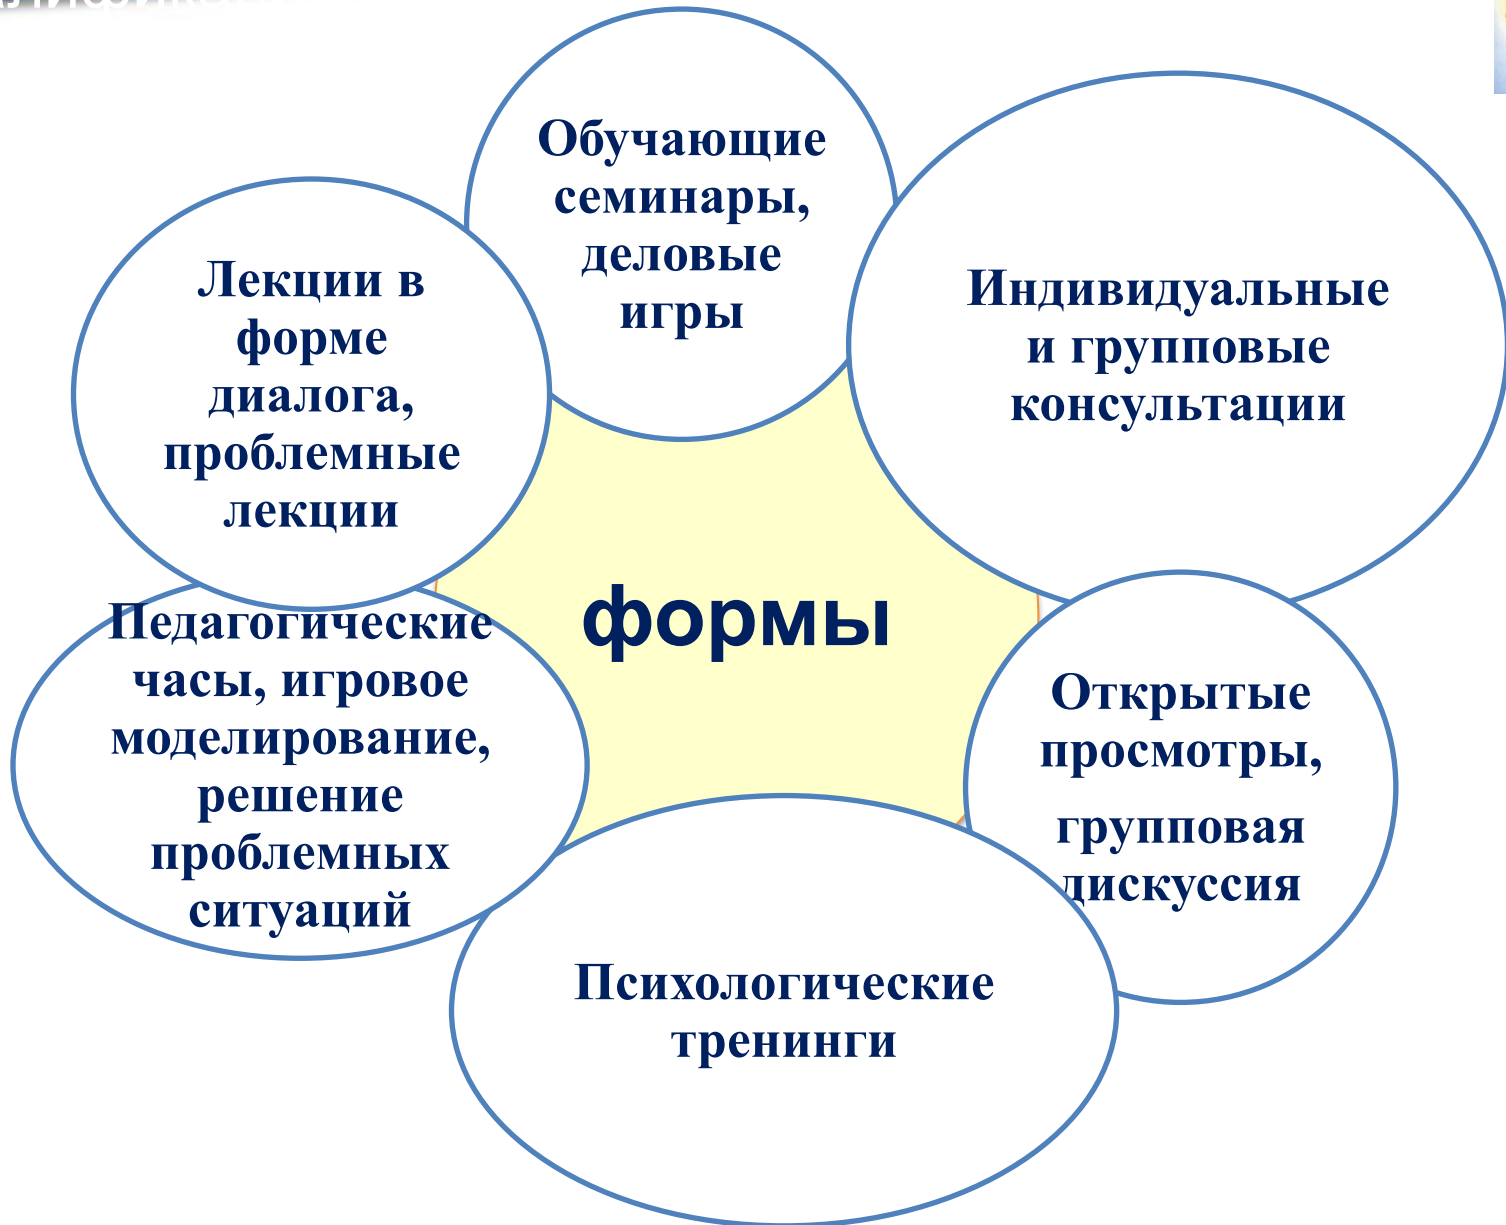 Обучающие
семинары,
деловые
игры
Индивидуальные
и групповые
консультации
Лекции в
форме
диалога,
проблемные
лекции
формы
Педагогические
часы, игровое
моделирование,
решение
проблемных
ситуаций
Открытые
просмотры,
групповая
дискуссия
Психологические
тренинги